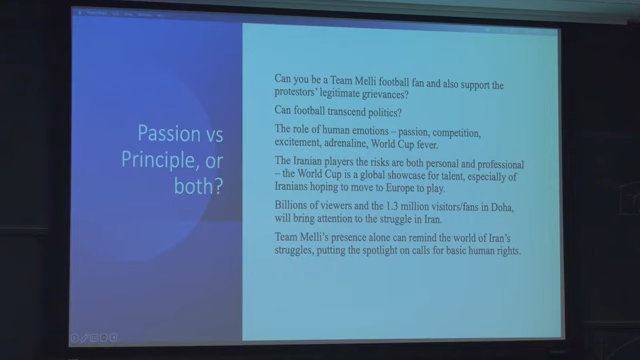 Passion vs
Principle, or
both?
Can you be a Team Melli football fan and also support the
protestors' legitimate grievances?
Can football transcend politics?
The role of human emotions – passion, competition,
excitement, adrenaline, World Cup fever.
The Iranian players the risks are both personal and professional
– the World Cup is a global showcase for talent, especially of
Iranians hoping to move to Europe to play.
Billions of viewers and the 1.3 million visitors/fans in Doha,
will bring attention to the struggle in Iran.
Team Melli's presence alone can remind the world of Iran's
struggles, putting the spotlight on calls for basic human rights.